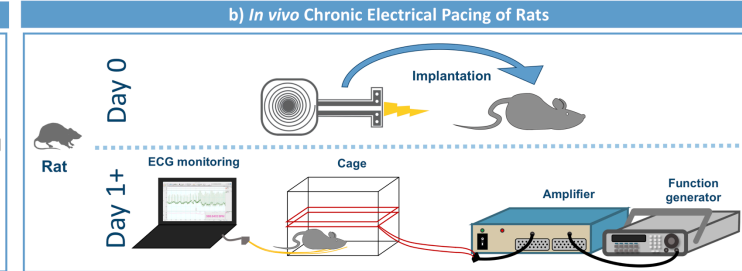 b) In vivo Chronic Electrical Pacing of Rats
Day 0
Implantation
Rat
Day 1+
ECG monitoring
Cage
Amplifier
Function
generator